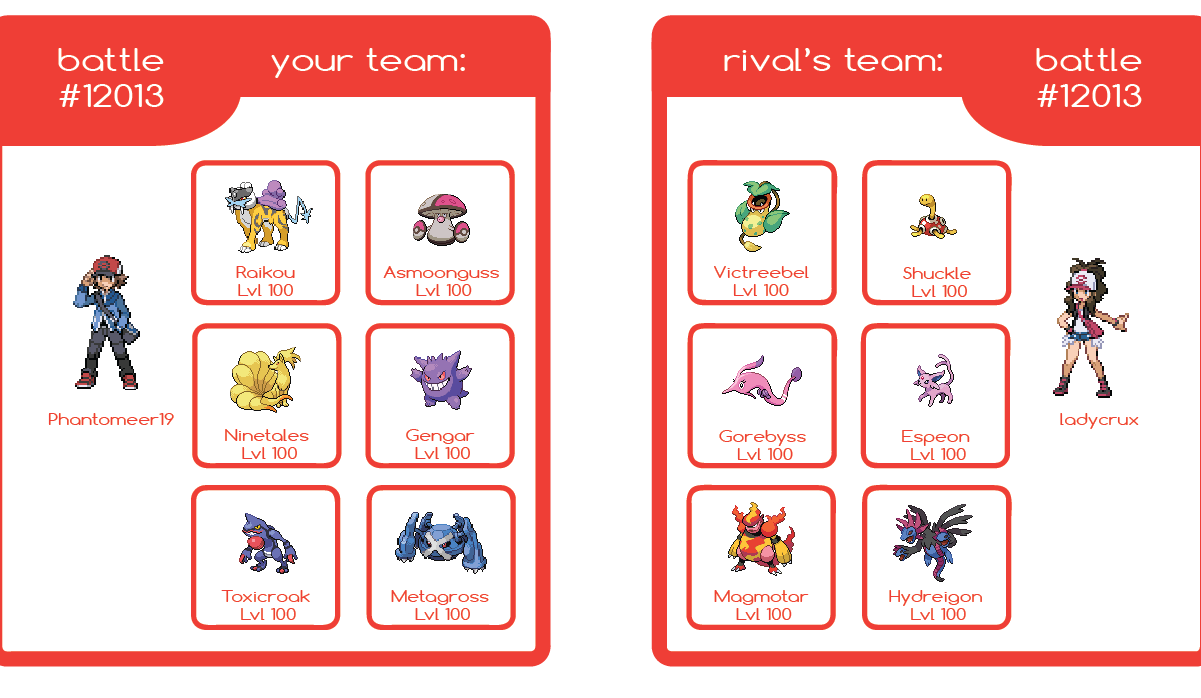 battle
#12013
your team:
Raikou
Lvl 100
Asmoonguss
Lvl 100
Phantomeer19
Ninetales
Lvl 100
Gengar
Lvl 100
Toxicroak
Lvl 100
Metagross
Lvl 100
rival's team:
battle
#12013
Victreebel
Lvl 100
Shuckle
Lvl 100
Gorebyss
Lvl 100
Espeon
Lvl 100
ladycrux
Magmotar
Lvl 100
Hydreigon
Lvl 100